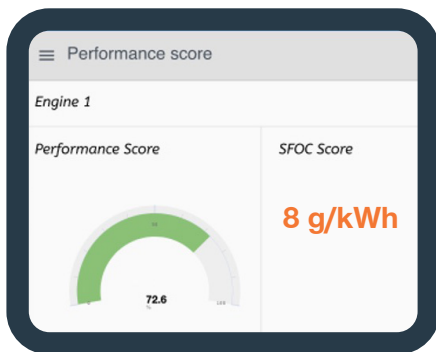 Performance score
Engine 1
Performance Score
SFOC Score
8 g/kWh
72.6
%